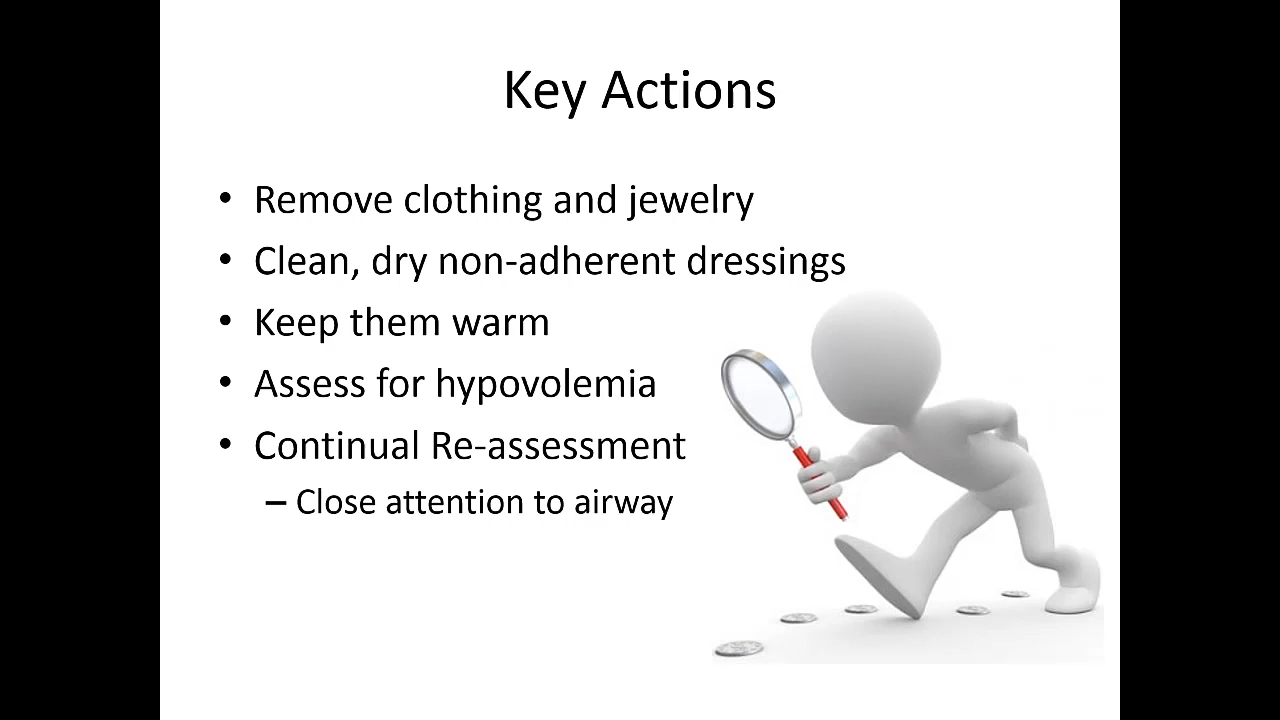 Key Actions
• Remove clothing and jewelry
• Clean, dry non-adherent dressings
• Keep them warm
• Assess for hypovolemia
• Continual Re-assessment
– Close attention to airway